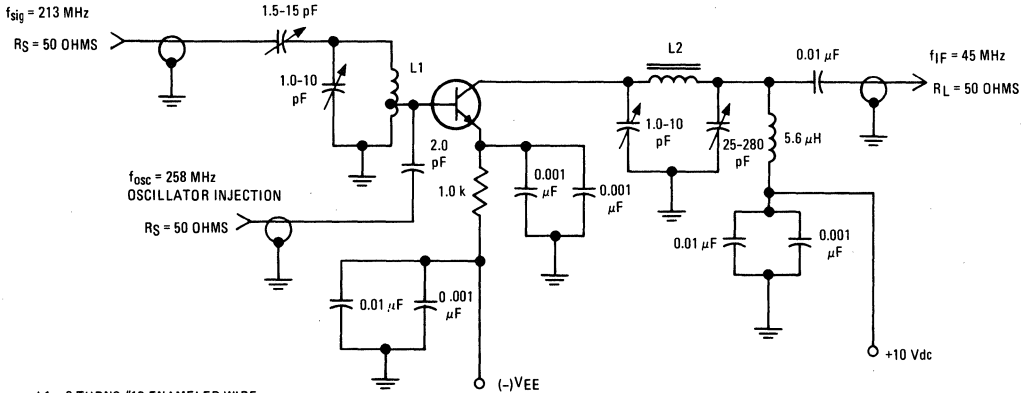 fsig = 213 MHz
RS = 50 OHMS
1.5-15 pF
1.0-10
pF
L1
2.0
pF
fosc = 258 MHz
OSCILLATOR INJECTION
RS = 50 OHMS
1.0 k
0.001
µF
0.001
µF
0.01 µF
0.001
µF
(-)VEE
L2
1.0-10
pF
25-280
pF
0.01 µF
5.6 µH
fIF = 45 MHz
RL = 50 OHMS
0.01 µF
0.001
µF
+10 Vdc